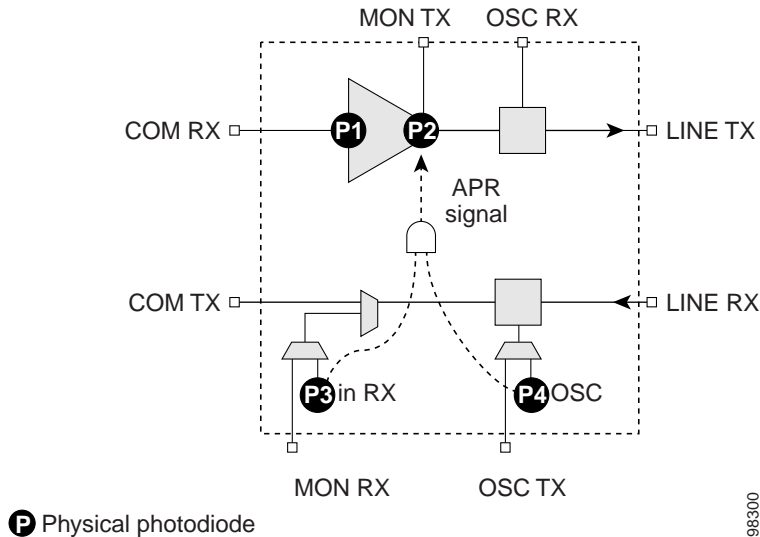 MON TX
OSC RX
COM RX
P1
P2
LINE TX
APR
signal
COM TX
LINE RX
P3
in RX
P4
OSC
MON RX
OSC TX
P Physical photodiode
98300